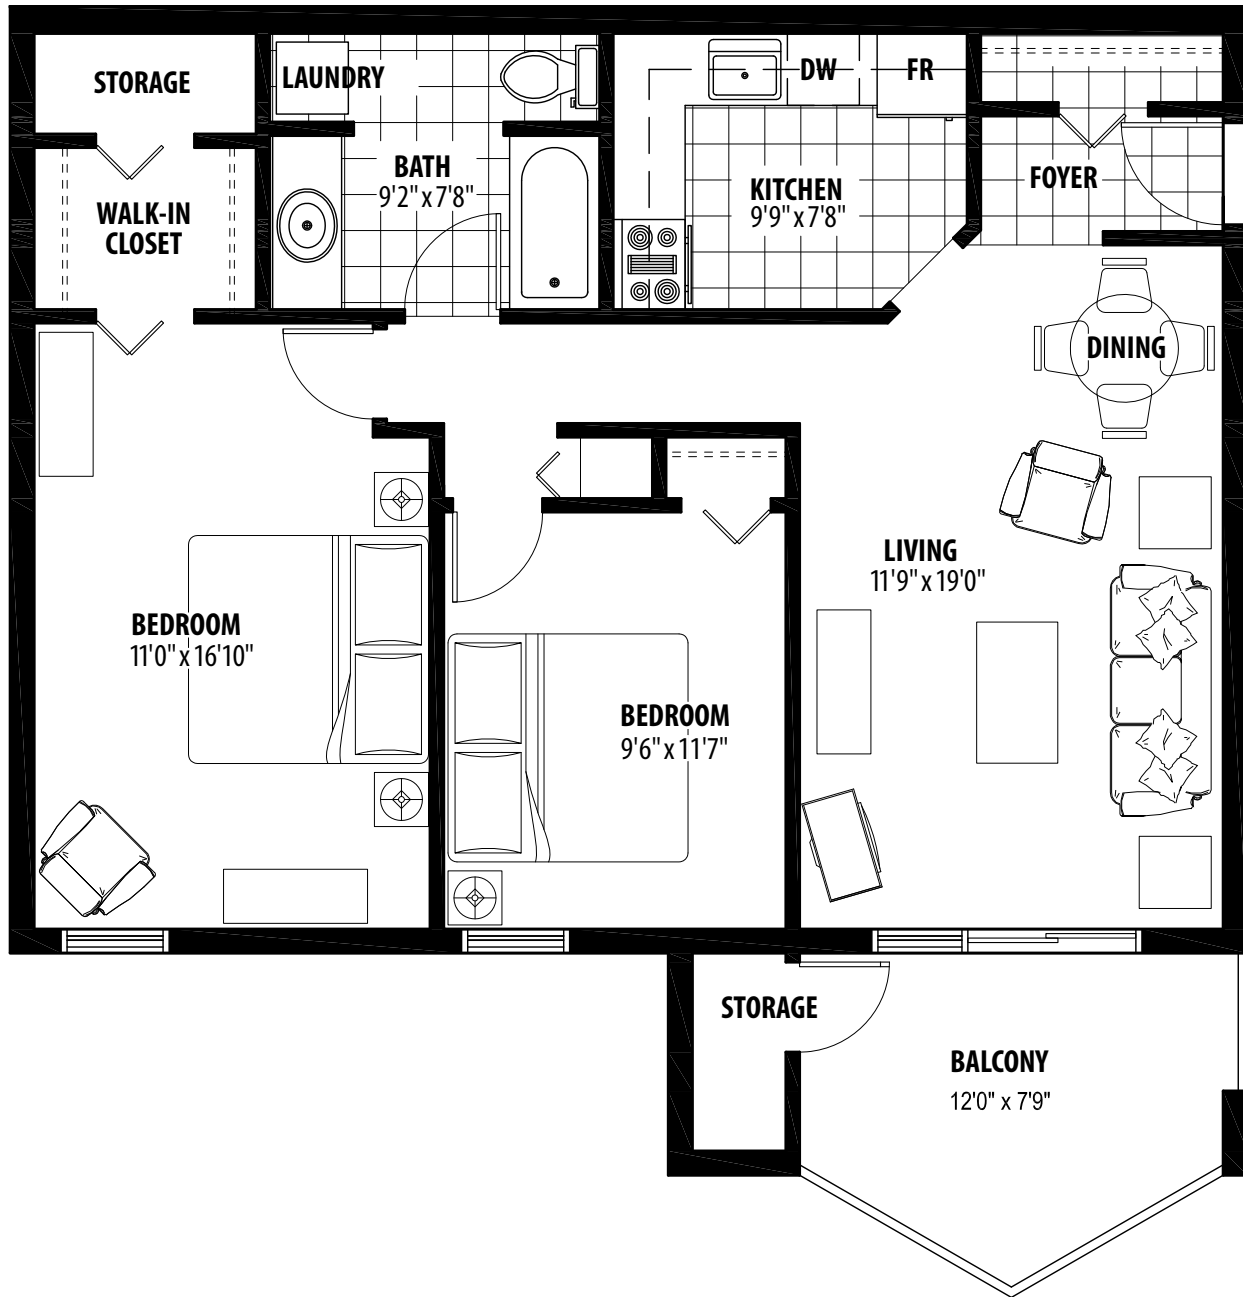 STORAGE
LAUNDRY
DW
FR
BATH
9'2" x 7'8"
KITCHEN
9'9" x 7'8"
FOYER
WALK-IN
CLOSET
DINING
LIVING
11'9" x 19'0"
BEDROOM
11'0" x 16'10"
BEDROOM
9'6" x 11'7"
STORAGE
BALCONY
12'0" x 7'9"